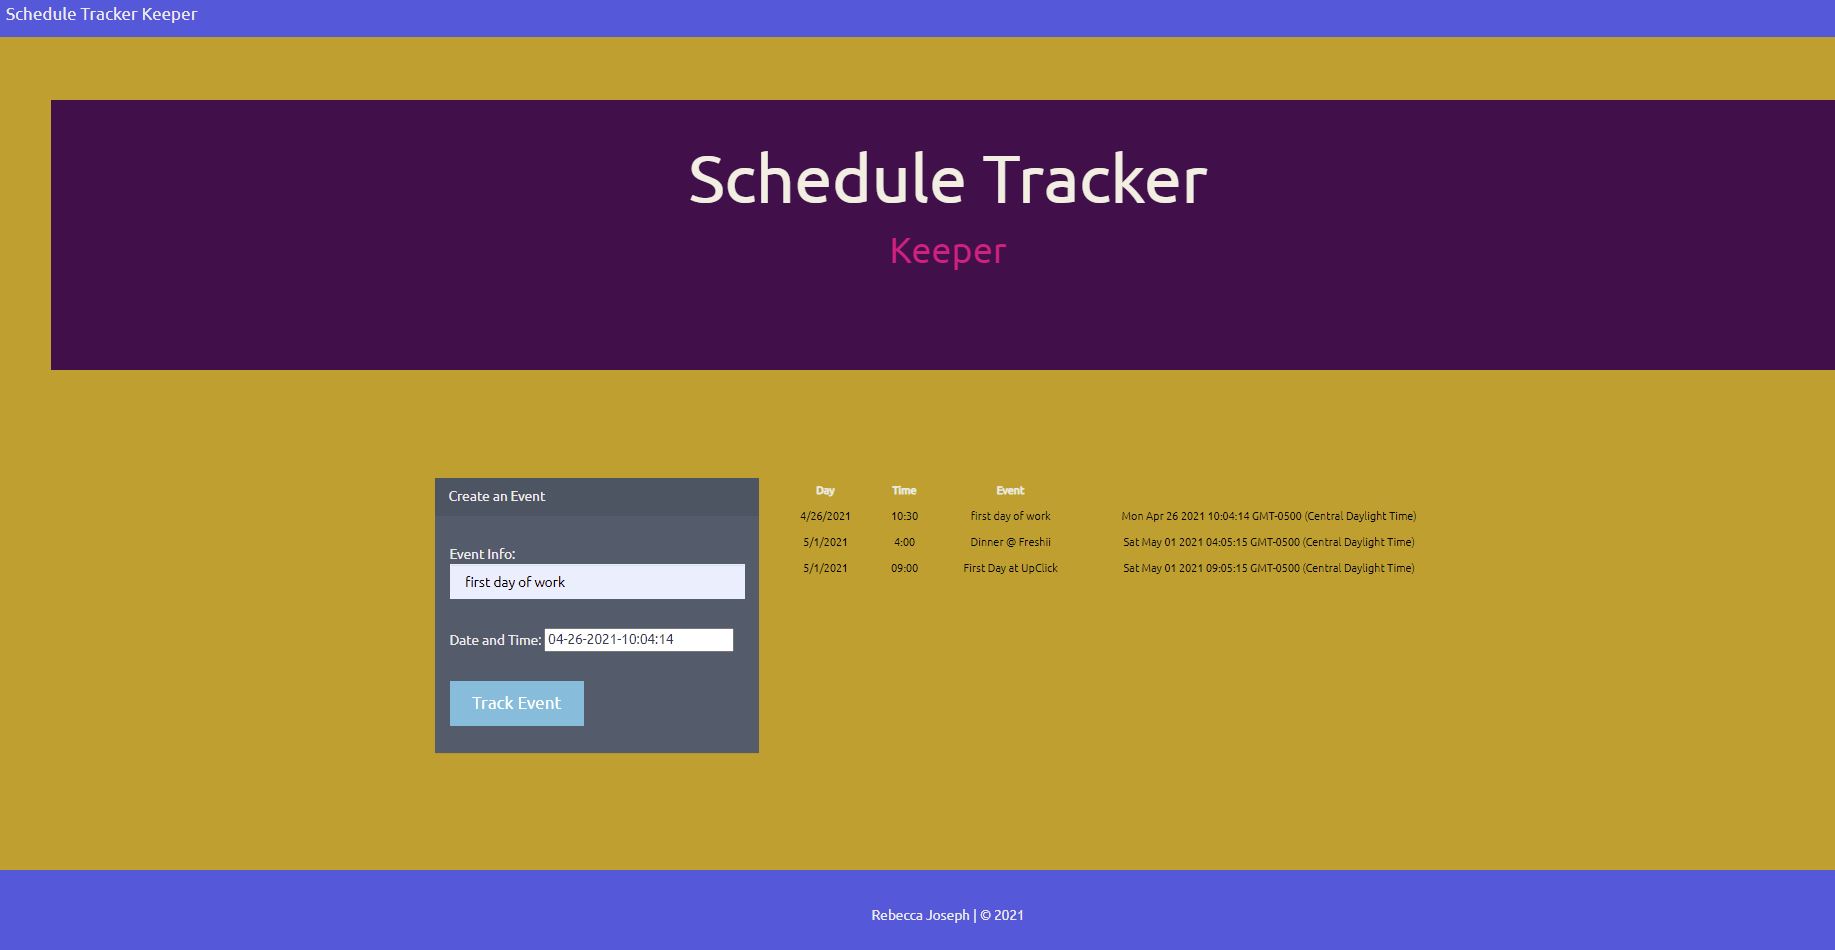 Schedule Tracker Keeper
Schedule Tracker
Keeper
Create an Event
Event Info:
first day of work
Date and Time: 04-26-2021-10:04:14
Track Event
Day Time Event
4/26/2021 10:30 first day of work Mon Apr 26 2021 10:04:14 GMT-0500 (Central Daylight Time)
5/1/2021 4:00 Dinner @ Freshii Sat May 01 2021 04:05:15 GMT-0500 (Central Daylight Time)
5/1/2021 09:00 First Day at UpClick Sat May 01 2021 09:05:15 GMT-0500 (Central Daylight Time)
Rebecca Joseph | © 2021